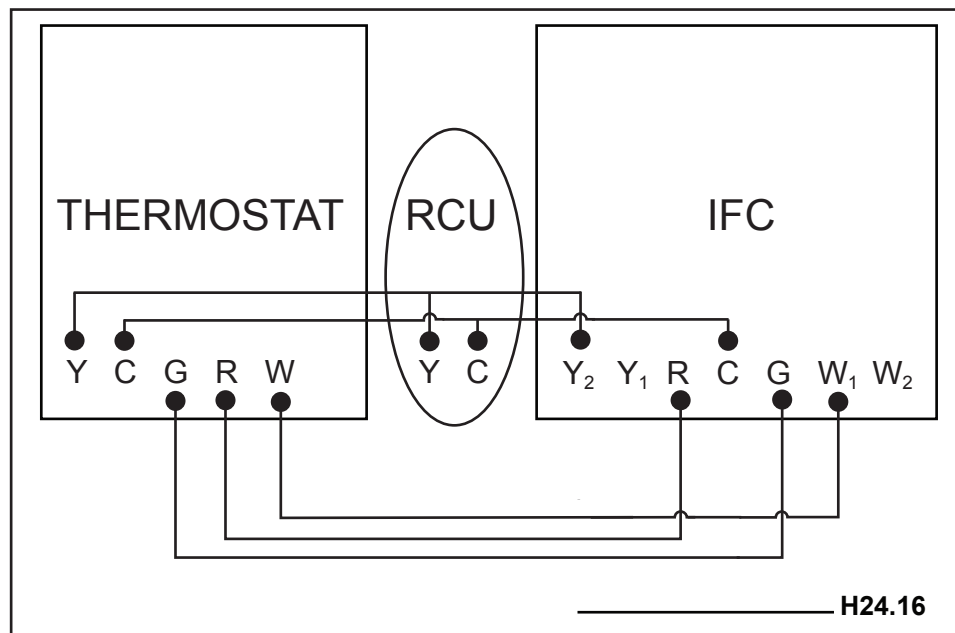 THERMOSTAT RCU IFC
Y C G R W Y C Y₂ Y₁ R C G W₁ W₂
H24.16